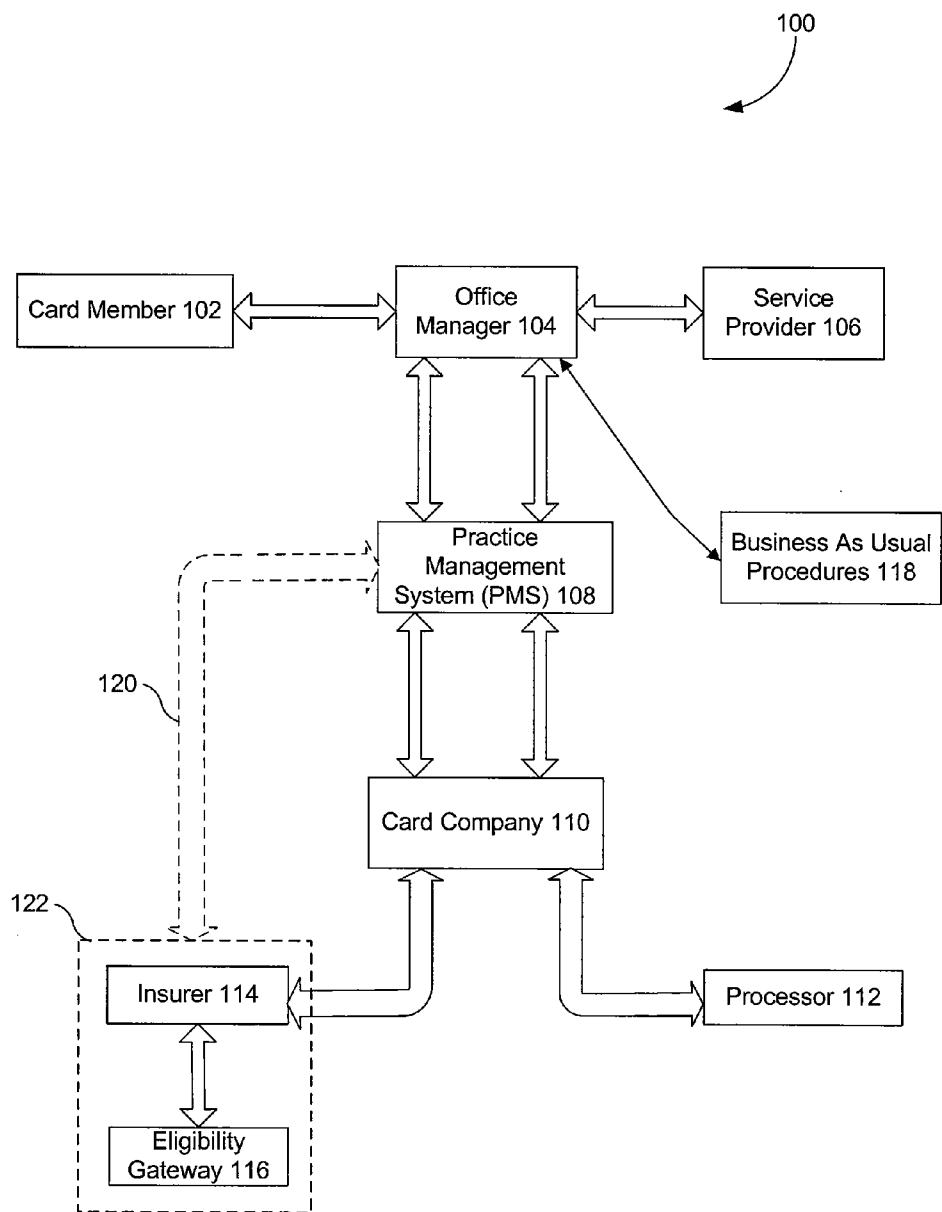 100
Card Member 102
Office
Manager 104
Service
Provider 106
Practice
Management
System (PMS) 108
Business As Usual
Procedures 118
120
Card Company 110
122
Insurer 114
Processor 112
Eligibility
Gateway 116